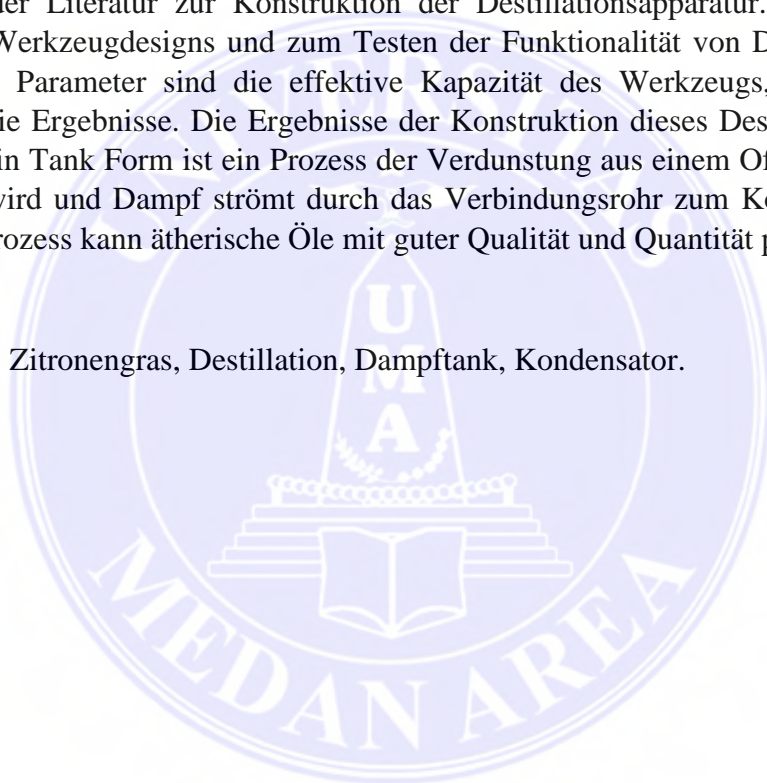 der Literatur zur Konstruktion der Destillationsapparatur.
Werkzeugdesigns und zum Testen der Funktionalität von D
Parameter sind die effektive Kapazität des Werkzeugs,
ie Ergebnisse. Die Ergebnisse der Konstruktion dieses Des
in Tank Form ist ein Prozess der Verdunstung aus einem Of
wird und Dampf strömt durch das Verbindungsrohr zum K
rozess kann ätherische Öle mit guter Qualität und Quantität p
Zitronengras, Destillation, Dampftank, Kondensator.
UNIVERSITAS
UMA
MEDAN AREA